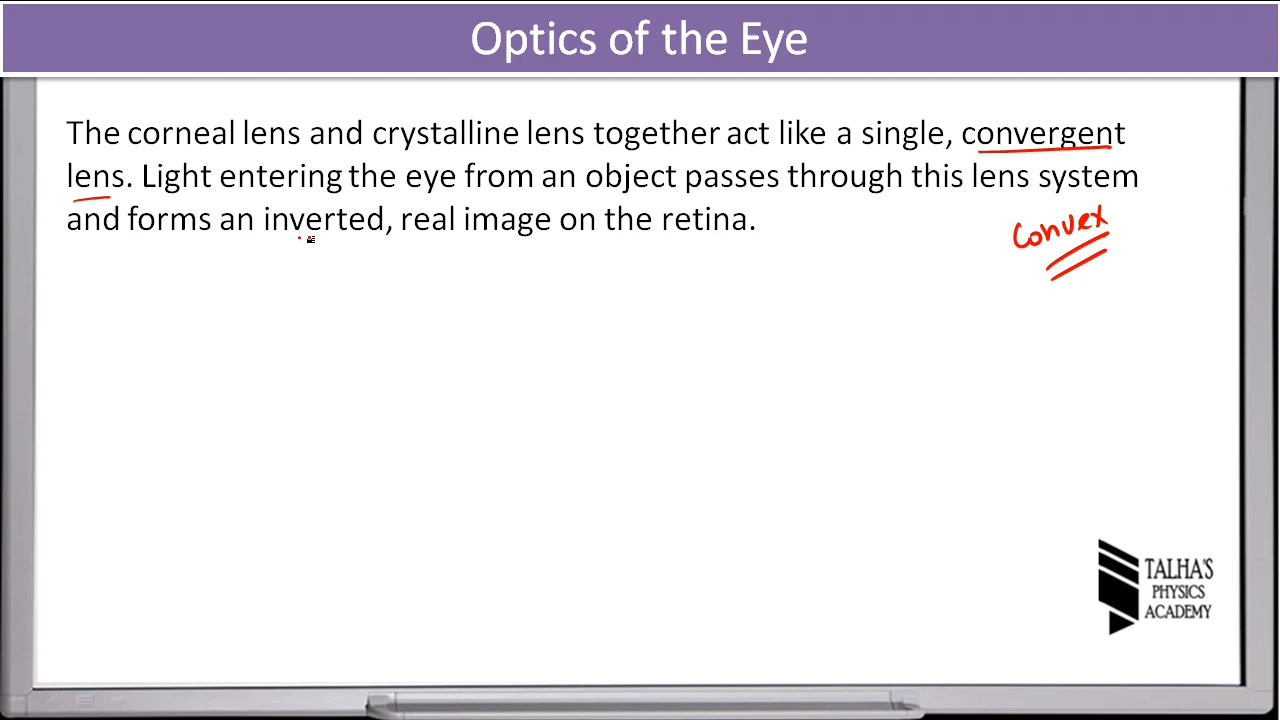 Optics of the Eye
The corneal lens and crystalline lens together act like a single, convergent
lens. Light entering the eye from an object passes through this lens system
and forms an inverted, real image on the retina.
Convex
TALHA'S
PHYSICS
ACADEMY